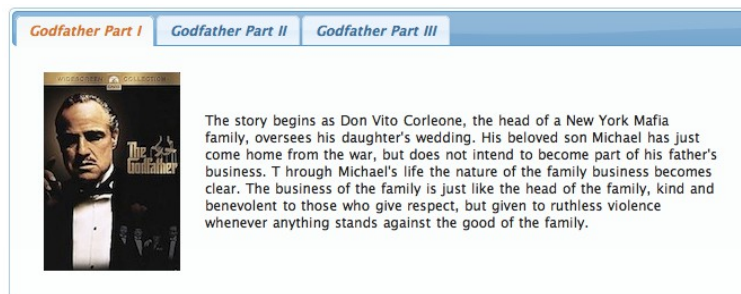 Godfather Part I
Godfather Part II
Godfather Part III
WIDESCREEN COLLECTION
The
Godfather
The story begins as Don Vito Corleone, the head of a New York Mafia
family, oversees his daughter's wedding. His beloved son Michael has just
come home from the war, but does not intend to become part of his father's
business. T hrough Michael's life the nature of the family business becomes
clear. The business of the family is just like the head of the family, kind and
benevolent to those who give respect, but given to ruthless violence
whenever anything stands against the good of the family.